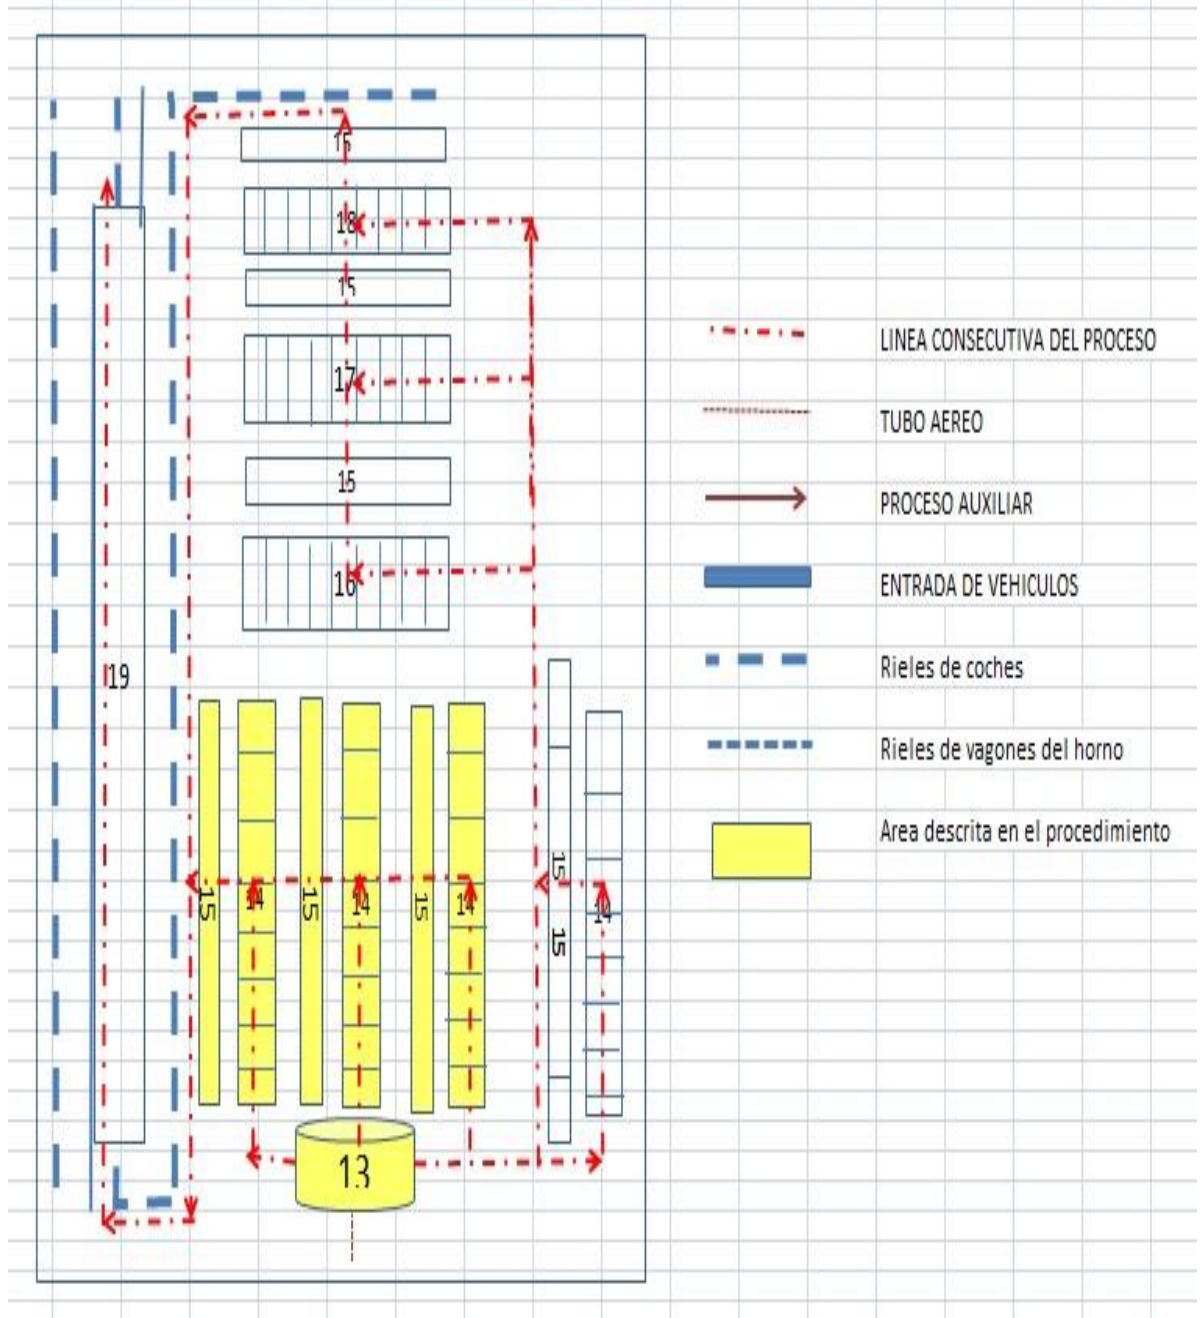 15
18
15
17
15
16
19
15
14
15
14
15
14
15
15
14
13
LINEA CONSECUTIVA DEL PROCESO
TUBO AEREO
PROCESO AUXILIAR
ENTRADA DE VEHICULOS
Rieles de coches
Rieles de vagones del horno
Area descrita en el procedimiento